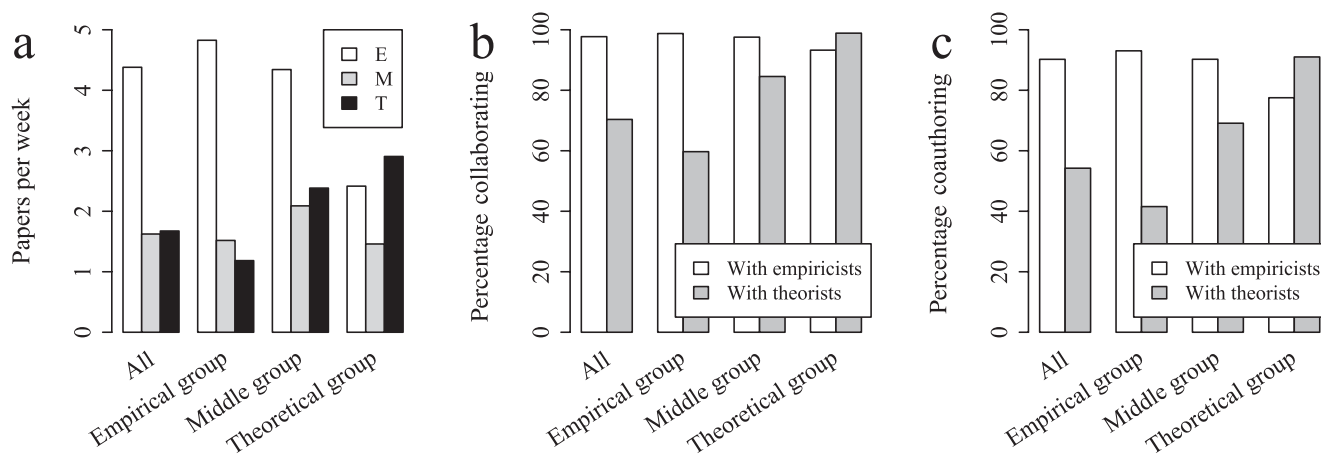 a
Papers per week
0
1
2
3
4
5
E
M
T
All
Empirical group
Middle group
Theoretical group
b
Percentage collaborating
0
20
40
60
80
100
With empiricists
With theorists
All
Empirical group
Middle group
Theoretical group
c
Percentage coauthoring
0
20
40
60
80
100
With empiricists
With theorists
All
Empirical group
Middle group
Theoretical group